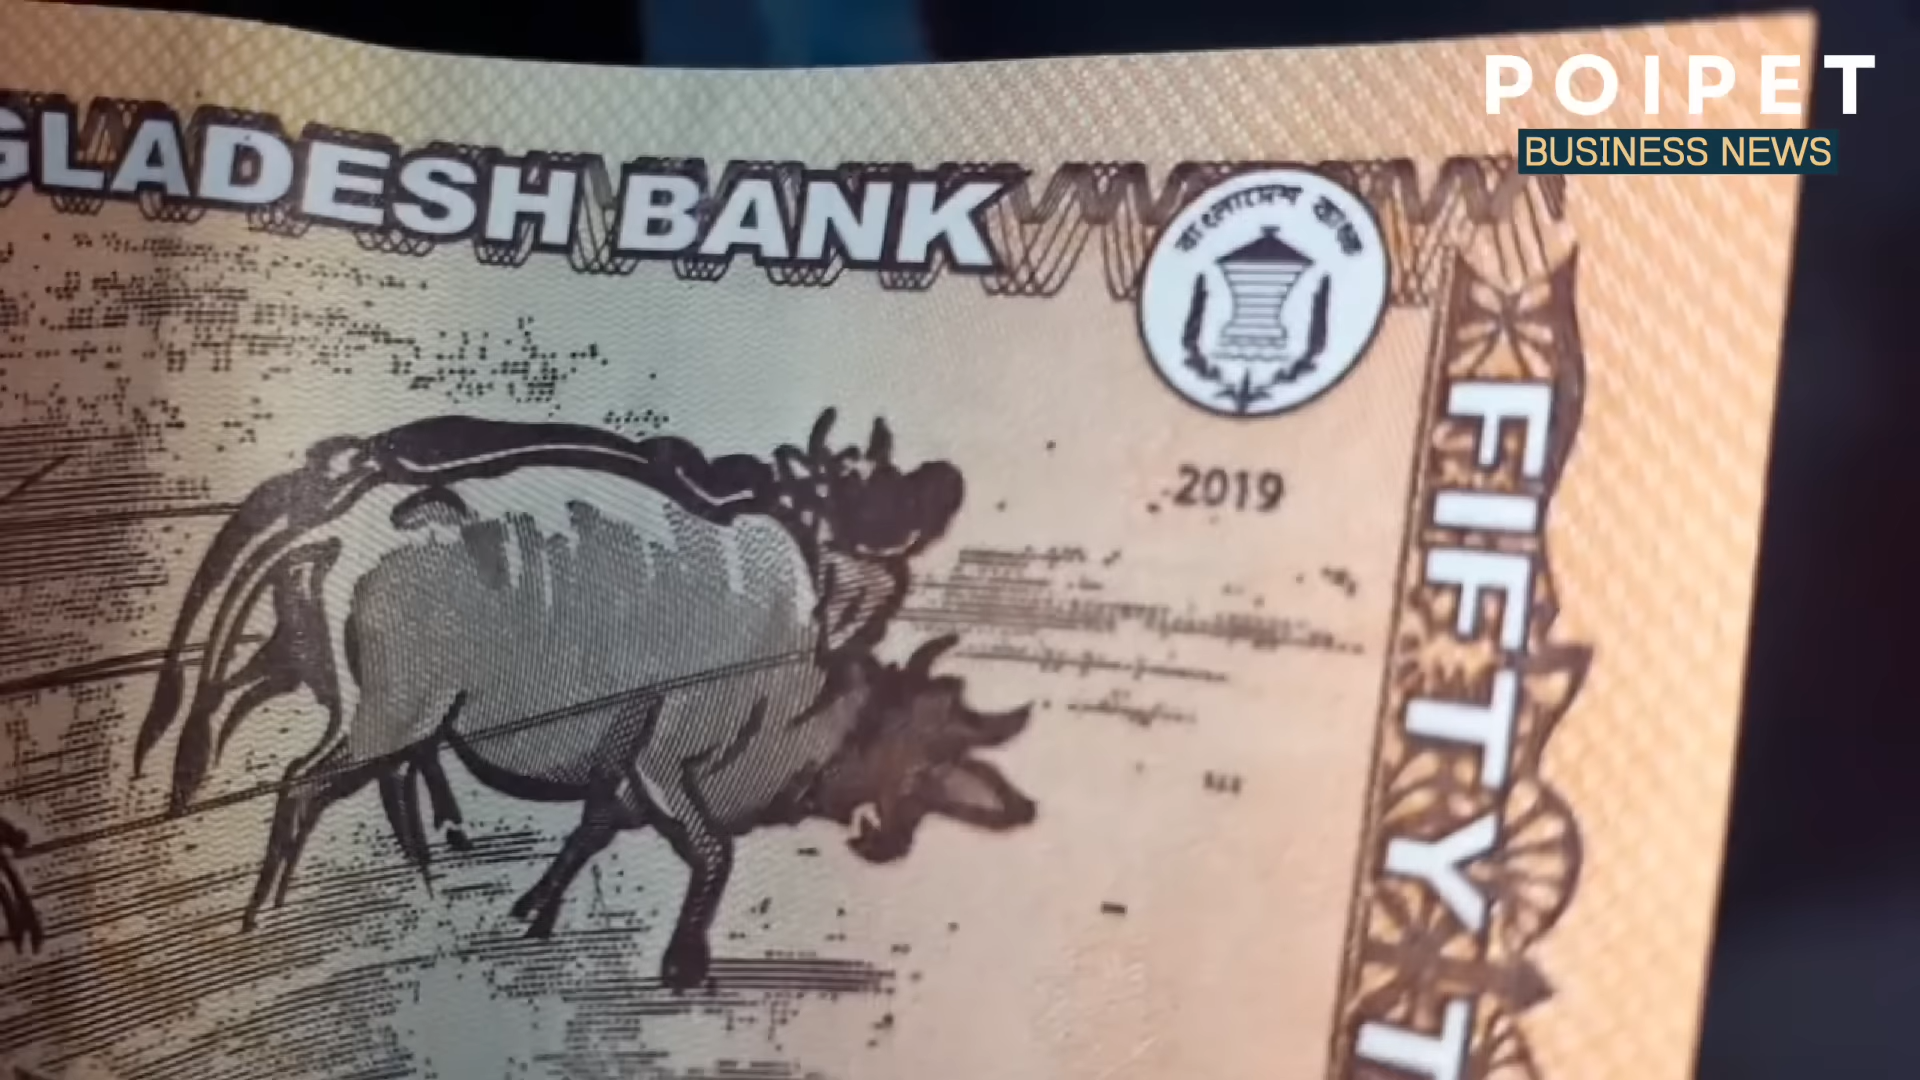 POIPET
BUSINESS NEWS
GLADESH BANK
বাংলাদেশ ব্যাংক
2019
FIFTY T